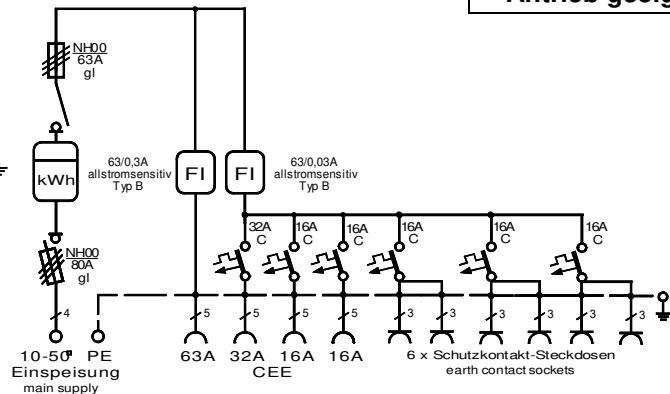 Antrieb
NH00
63A
gl
kWh
63/0,3A
allstromsensitiv
Typ B
FI
FI
63/0,03A
allstromsensitiv
Typ B
32A
C
16A
C
16A
C
16A
C
16A
C
16A
C
NH00
80A
gl
4
5
5
5
5
3
3
3
3
3
3
10-50 PE
Einspeisung
main supply
63A
32A
16A
16A
CEE
6 x Schutzkontakt-Steckdosen
earth contact sockets